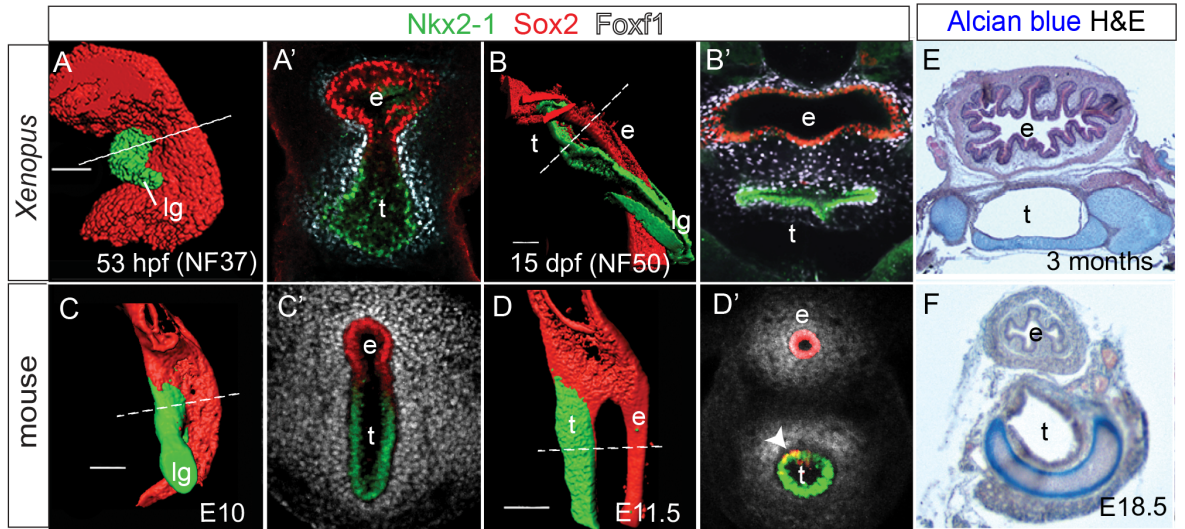 Nkx2-1 Sox2 Foxf1
Alcian blue H&E
Xenopus
A
lg
53 hpf (NF37)
A’
e
t
B
t
e
lg
15 dpf (NF50)
B’
e
t
E
e
t
3 months
mouse
C
lg
E10
C’
e
t
D
t
e
E11.5
D’
e
t
F
e
t
E18.5